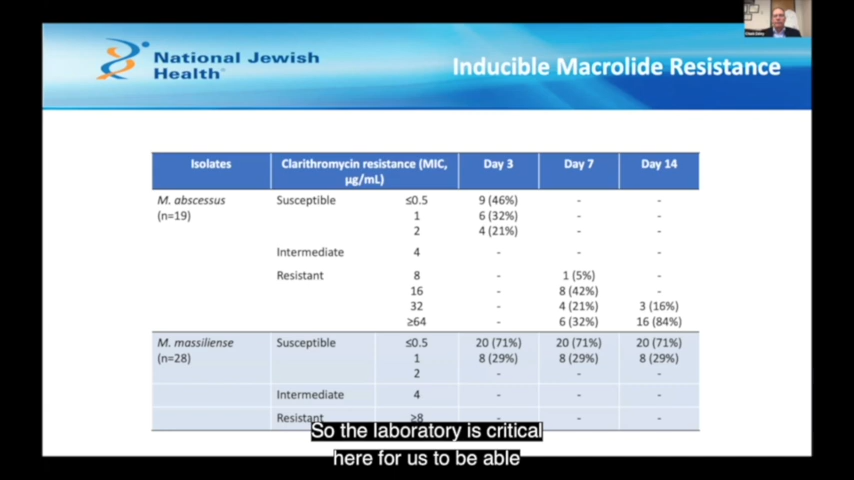 National Jewish
Health®
Inducible Macrolide Resistance
Isolates Clarithromycin resistance (MIC, Day 3 Day 7 Day 14
µg/mL)
M. abscessus Susceptible ≤0.5 9 (46%) - -
(n=19) 1 6 (32%) - -
2 4 (21%) - -
Intermediate 4 - - -
Resistant 8 - 1 (5%) -
16 - 8 (42%) -
32 - 4 (21%) 3 (16%)
≥64 - 6 (32%) 16 (84%)
M. massiliense Susceptible ≤0.5 20 (71%) 20 (71%) 20 (71%)
(n=28) 1 8 (29%) 8 (29%) 8 (29%)
2 - - -
Intermediate 4 - - -
Resistant ≥8 - - -
So the laboratory is critical
here for us to be able